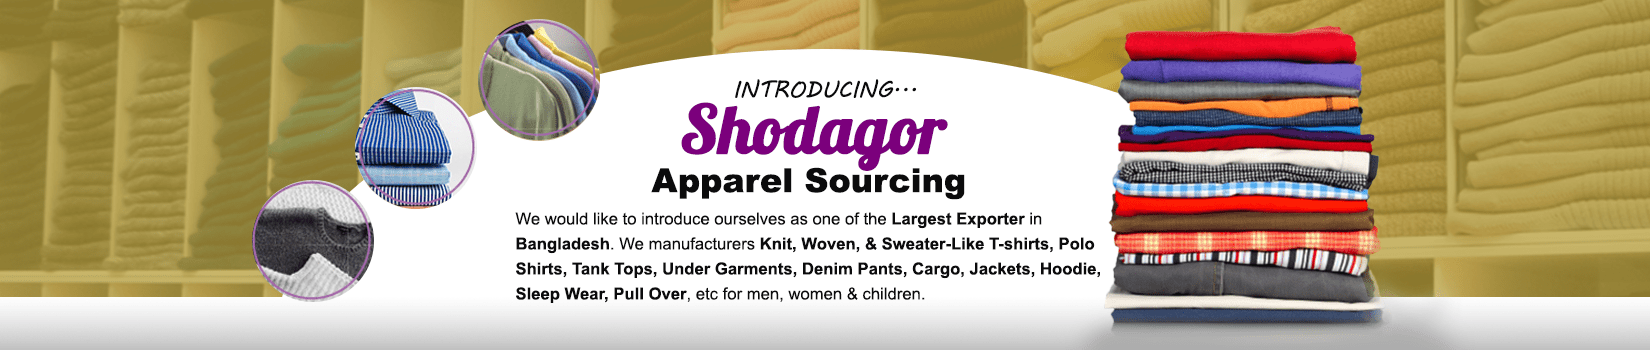 INTRODUCING...
Shodagor
Apparel Sourcing
We would like to introduce ourselves as one of the Largest Exporter in
Bangladesh. We manufacturers Knit, Woven, & Sweater-Like T-shirts, Polo
Shirts, Tank Tops, Under Garments, Denim Pants, Cargo, Jackets, Hoodie,
Sleep Wear, Pull Over, etc for men, women & children.